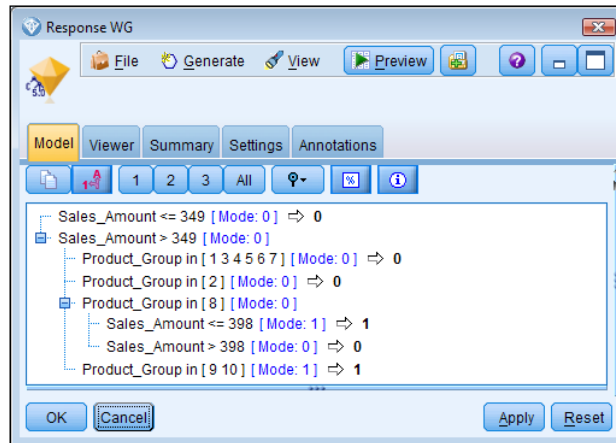 Response WG
File Generate View Preview
C5.0
Model Viewer Summary Settings Annotations
1 2 3 All %
Sales_Amount <= 349 [ Mode: 0 ] ⇨ 0
Sales_Amount > 349 [ Mode: 0 ]
Product_Group in [ 1 3 4 5 6 7 ] [ Mode: 0 ] ⇨ 0
Product_Group in [ 2 ] [ Mode: 0 ] ⇨ 0
Product_Group in [ 8 ] [ Mode: 0 ]
Sales_Amount <= 398 [ Mode: 1 ] ⇨ 1
Sales_Amount > 398 [ Mode: 0 ] ⇨ 0
Product_Group in [ 9 10 ] [ Mode: 1 ] ⇨ 1
OK Cancel Apply Reset